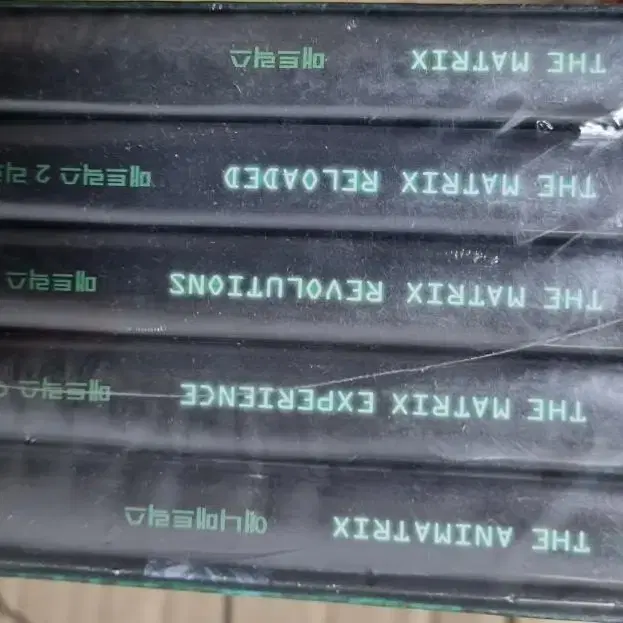 THE ANIMATRIX 애니매트릭스
THE MATRIX EXPERIENCE 매트릭스
THE MATRIX REVOLUTIONS 매트릭스
THE MATRIX RELOADED 매트릭스 2
THE MATRIX 매트릭스